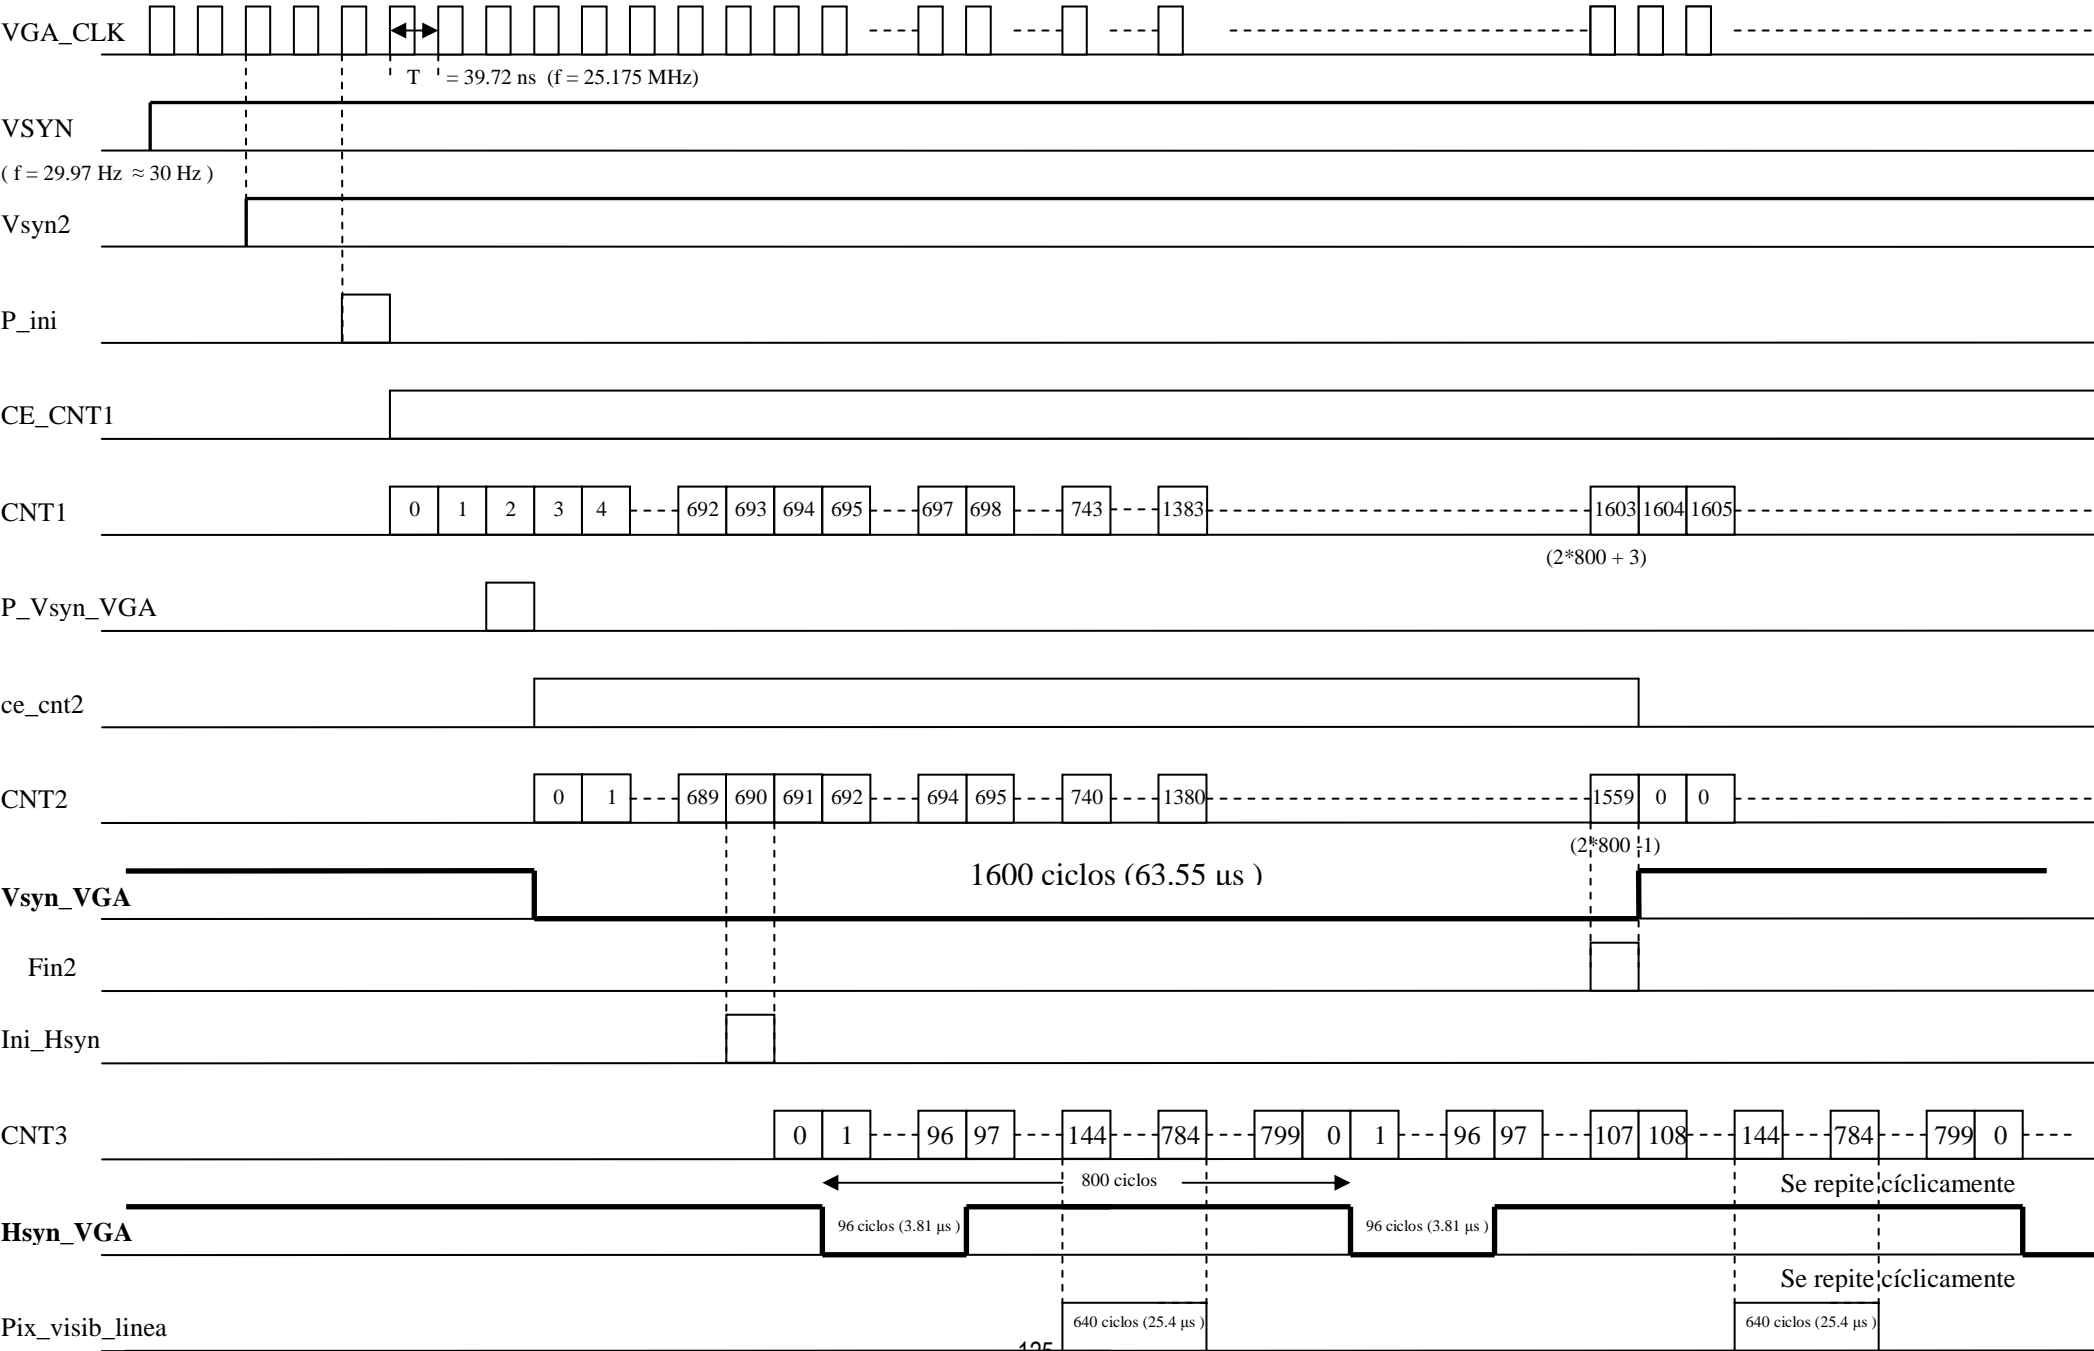 VGA_CLK
T = 39.72 ns (f = 25.175 MHz)
VSYN
( f = 29.97 Hz ≈ 30 Hz )
Vsyn2
P_ini
CE_CNT1
CNT1 0 1 2 3 4 692 693 694 695 697 698 743 1383 1603 1604 1605
(2*800 + 3)
P_Vsyn_VGA
ce_cnt2
CNT2 0 1 689 690 691 692 694 695 740 1380 1559 0 0
(2*800 -1)
1600 ciclos (63.55 µs )
Vsyn_VGA
Fin2
Ini_Hsyn
CNT3 0 1 96 97 144 784 799 0 1 96 97 107 108 144 784 799 0
800 ciclos Se repite cíclicamente
Hsyn_VGA 96 ciclos (3.81 µs ) 96 ciclos (3.81 µs )
Se repite cíclicamente
Pix_visib_linea 640 ciclos (25.4 µs ) 640 ciclos (25.4 µs )
125